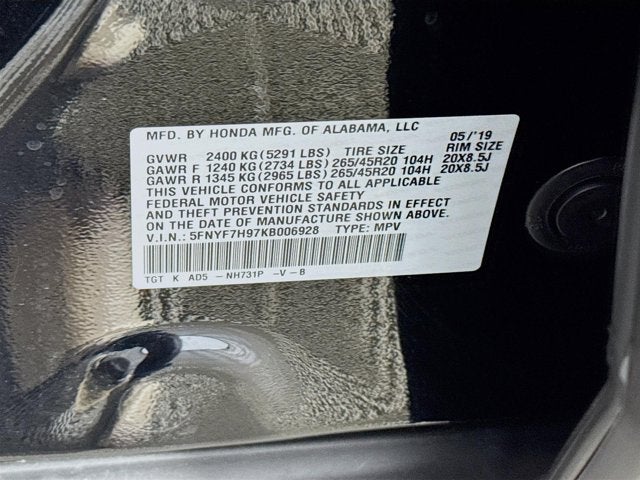 MFD. BY HONDA MFG. OF ALABAMA, LLC 05/'19
GVWR 2400 KG(5291 LBS) TIRE SIZE RIM SIZE
GAWR F 1240 KG(2734 LBS) 265/45R20 104H 20X8.5J
GAWR R 1345 KG(2965 LBS) 265/45R20 104H 20X8.5J
THIS VEHICLE CONFORMS TO ALL APPLICABLE
FEDERAL MOTOR VEHICLE SAFETY
AND THEFT PREVENTION STANDARDS IN EFFECT
ON THE DATE OF MANUFACTURE SHOWN ABOVE.
V.I.N.: 5FNYF7H97KB006928 TYPE: MPV
TGT K AD5 -NH731P -V-B